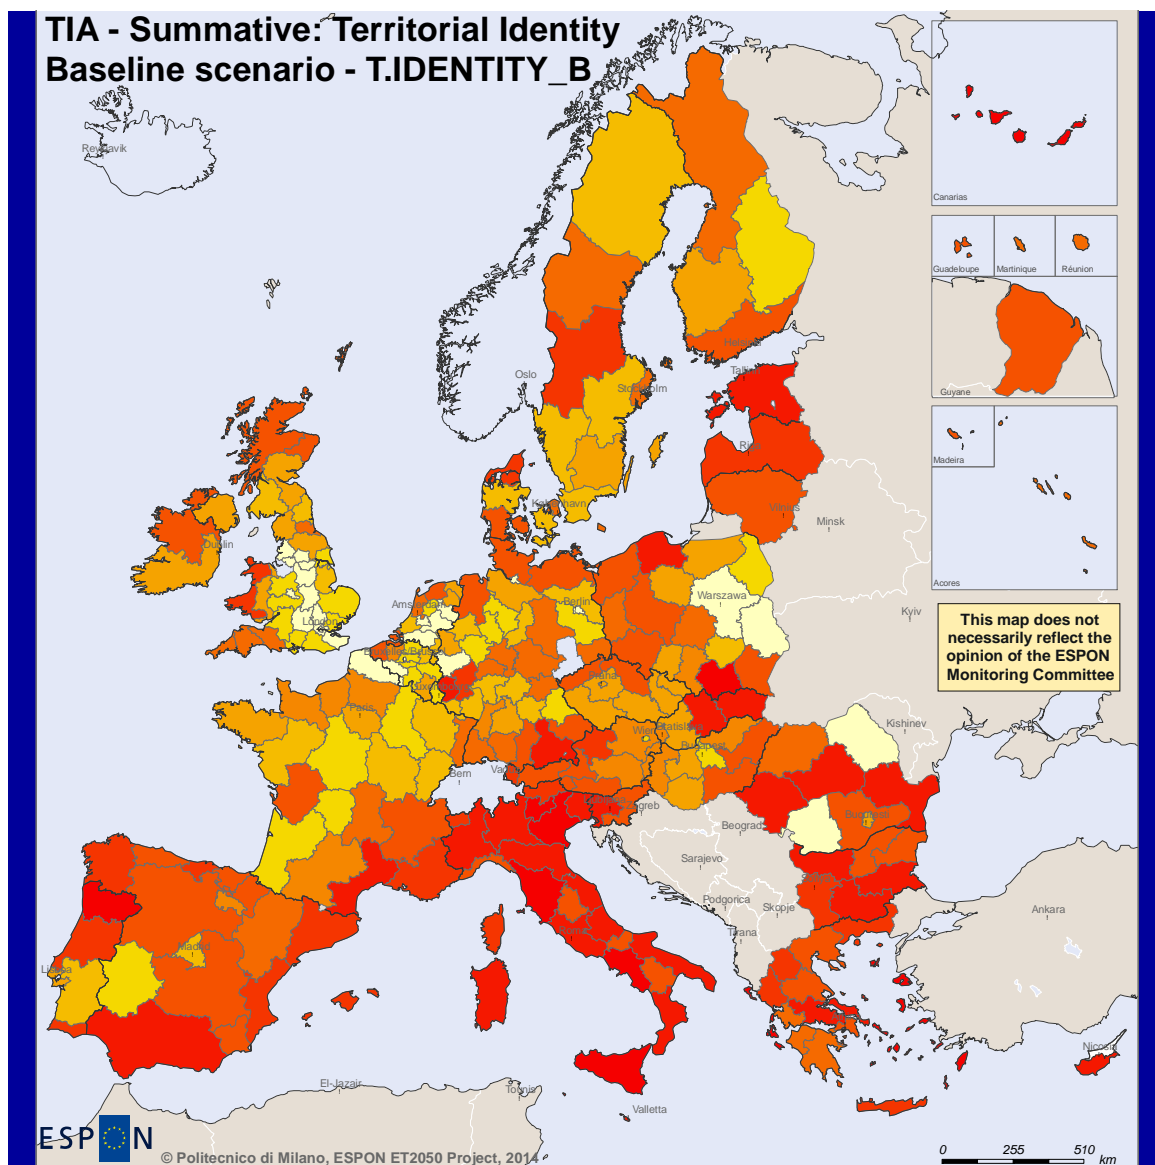 TIA - Summative: Territorial Identity
Baseline scenario - T.IDENTITY_B
Reykjavik
Canarias
Guadeloupe
Martinique
Réunion
Guyane
Madeira
Acores
Oslo
Helsinki
Tallinn
Stockholm
Riga
København
Vilnius
Minsk
Dublin
Amsterdam
Berlin
Warszawa
London
Kyiv
Bruxelles/Brussel
This map does not
necessarily reflect the
opinion of the ESPON
Monitoring Committee
Luxembourg
Praha
Paris
Kishinev
Wien
Bratislava
Budapest
Bern
Vaduz
Ljubljana
Zagreb
Bucuresti
Beograd
Sarajevo
Sofia
Podgorica
Skopje
Ankara
Roma
Tirana
Madrid
Lisboa
Nicosia
El-Jazair
Tounis
Valletta
ESPON
© Politecnico di Milano, ESPON ET2050 Project, 2014
0 255 510
km